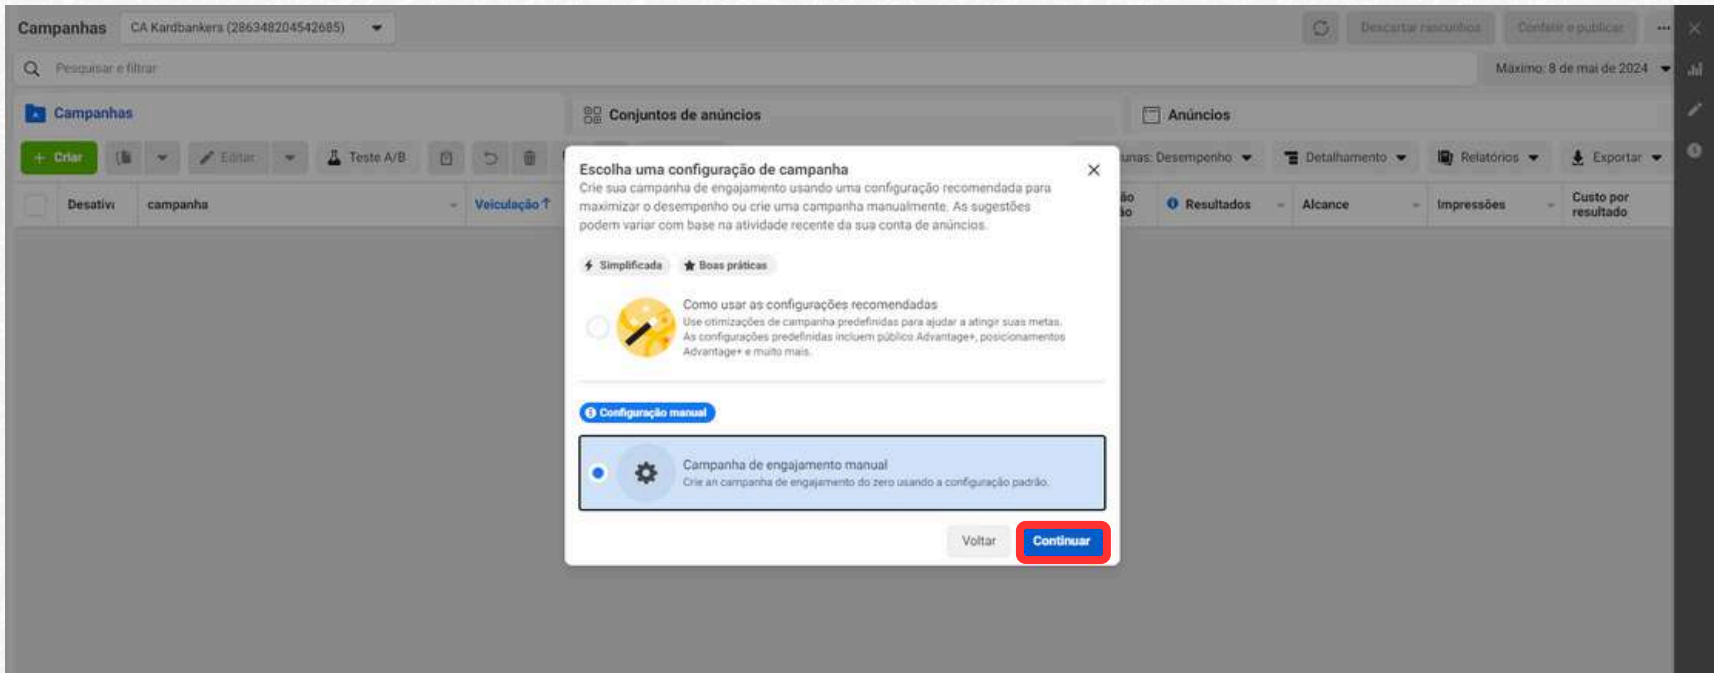 Campanhas
CA Kardbankers (286348204542685)
Descartar rascunhos
Conferir e publicar
Pesquisar e filtrar
Máximo: 8 de mai de 2024
Campanhas
Conjuntos de anúncios
Anúncios
+ Criar
Editar
Teste A/B
unas: Desempenho
Detalhamento
Relatórios
Exportar
Desativ
campanha
Veiculação ↑
ão
ão
Resultados
Alcance
Impressões
Custo por
resultado
Escolha uma configuração de campanha
Crie sua campanha de engajamento usando uma configuração recomendada para
maximizar o desempenho ou crie uma campanha manualmente. As sugestões
podem variar com base na atividade recente da sua conta de anúncios.
Simplificada
Boas práticas
Como usar as configurações recomendadas
Use otimizações de campanha predefinidas para ajudar a atingir suas metas.
As configurações predefinidas incluem público Advantage+, posicionamentos
Advantage+ e muito mais.
Configuração manual
Campanha de engajamento manual
Crie an campanha de engajamento do zero usando a configuração padrão.
Voltar
Continuar